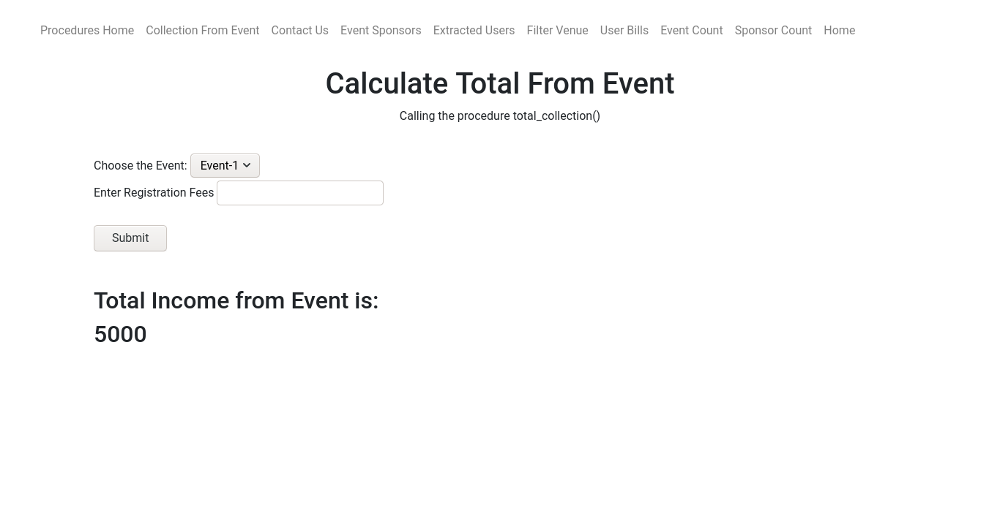 Procedures Home Collection From Event Contact Us Event Sponsors Extracted Users Filter Venue User Bills Event Count Sponsor Count Home
Calculate Total From Event
Calling the procedure total_collection()
Choose the Event: Event-1
Enter Registration Fees
Submit
Total Income from Event is:
5000